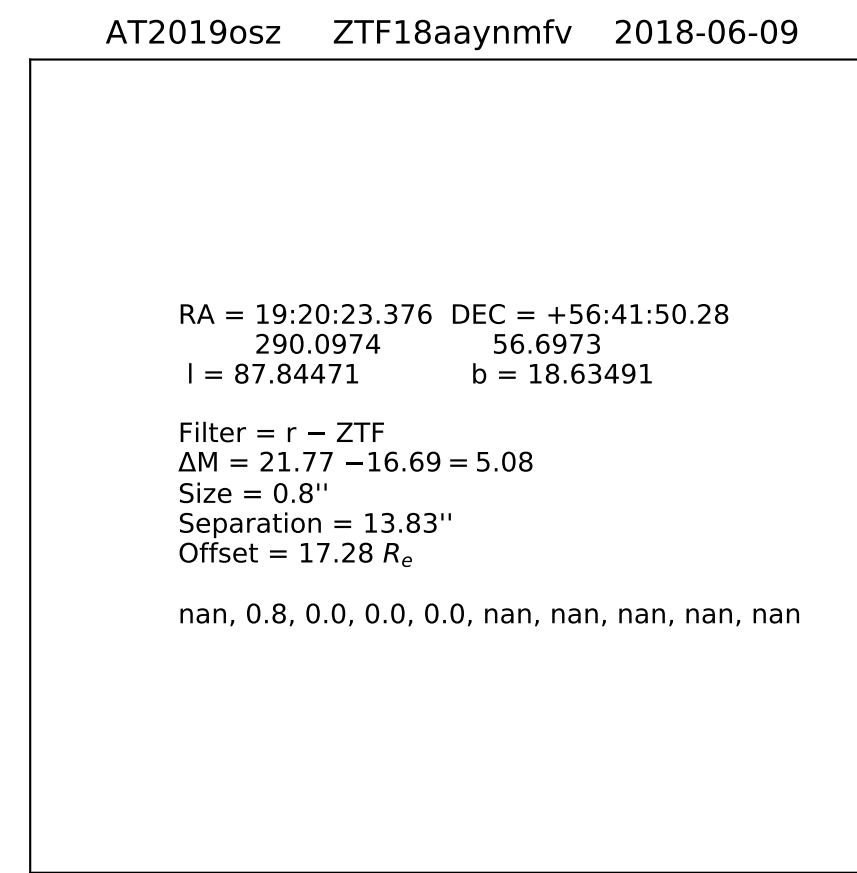 AT2019osz ZTF18aaynmfv 2018-06-09
RA = 19:20:23.376 DEC = +56:41:50.28
290.0974 56.6973
l = 87.84471 b = 18.63491
Filter = r − ZTF
ΔM = 21.77 −16.69 = 5.08
Size = 0.8''
Separation = 13.83''
Offset = 17.28 Re
nan, 0.8, 0.0, 0.0, 0.0, nan, nan, nan, nan, nan